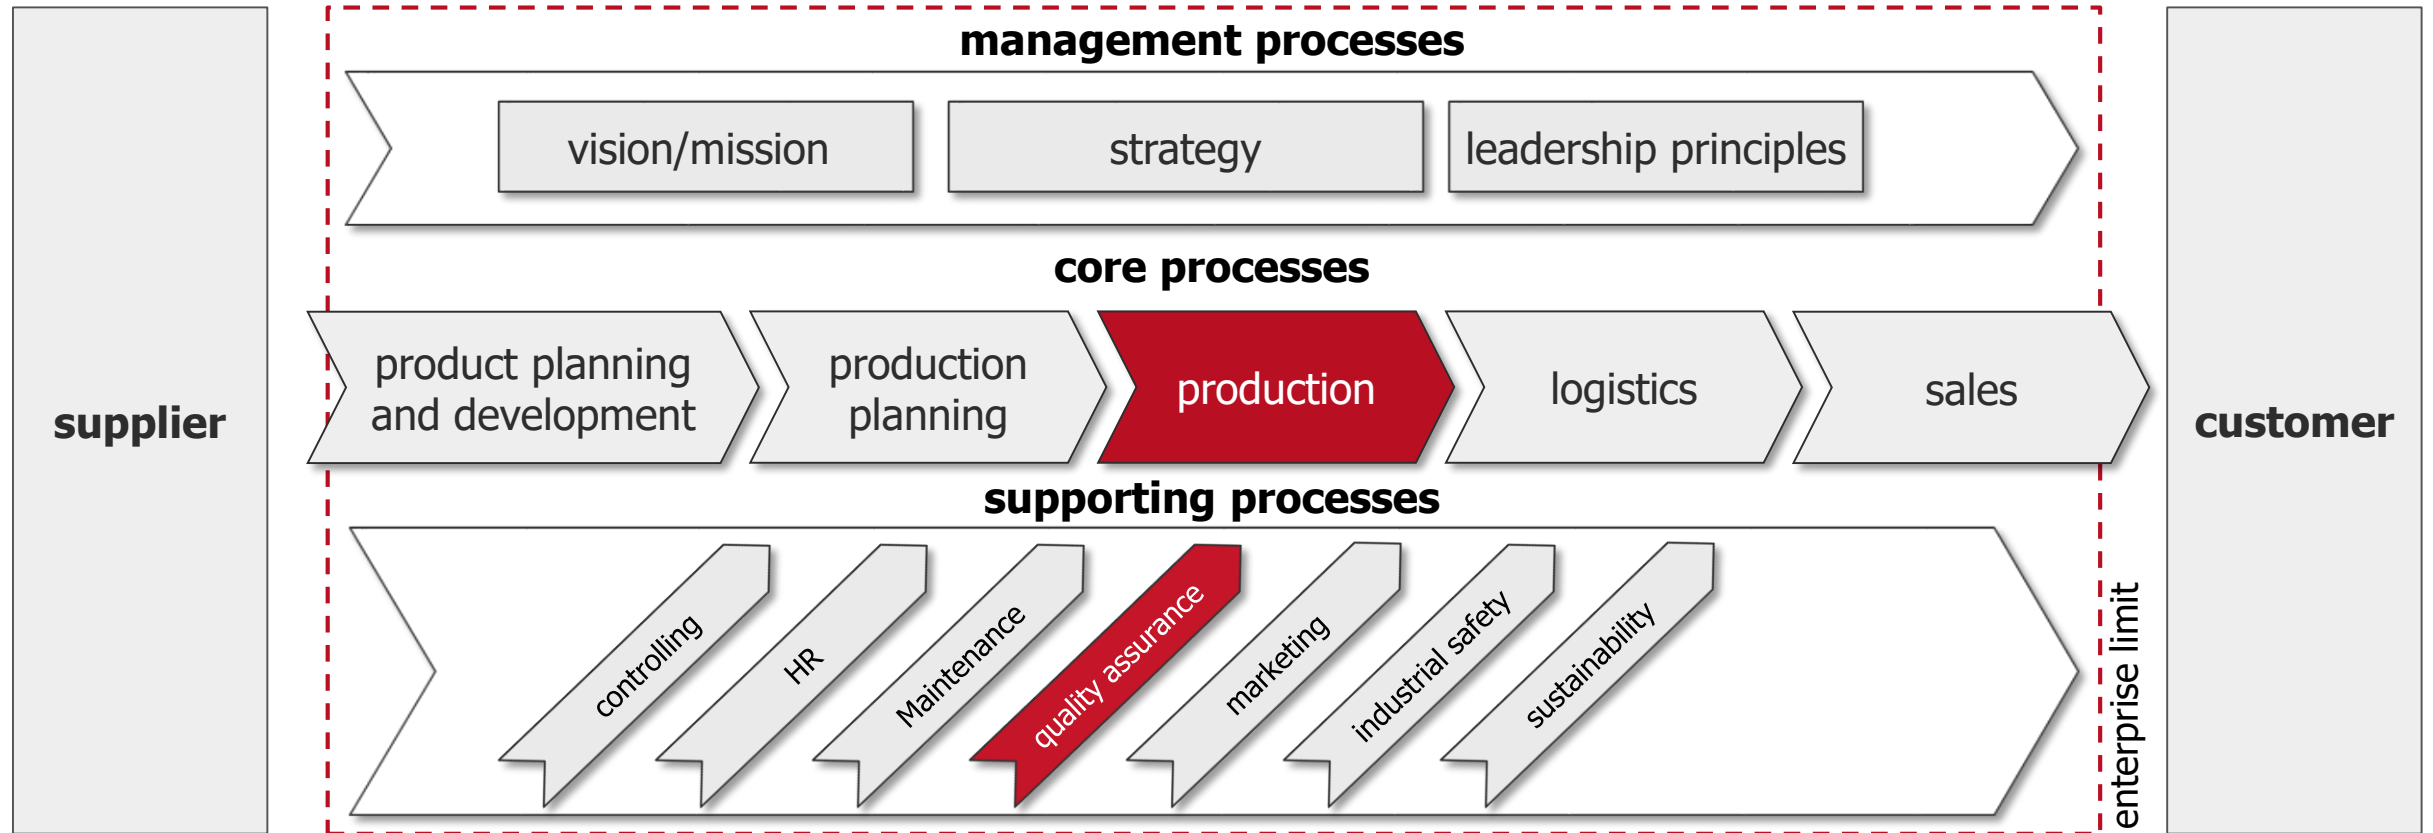 management processes
vision/mission
strategy
leadership principles
core processes
supplier
product planning
and development
production
planning
production
logistics
sales
customer
supporting processes
controlling
HR
Maintenance
quality assurance
marketing
industrial safety
sustainability
enterprise limit